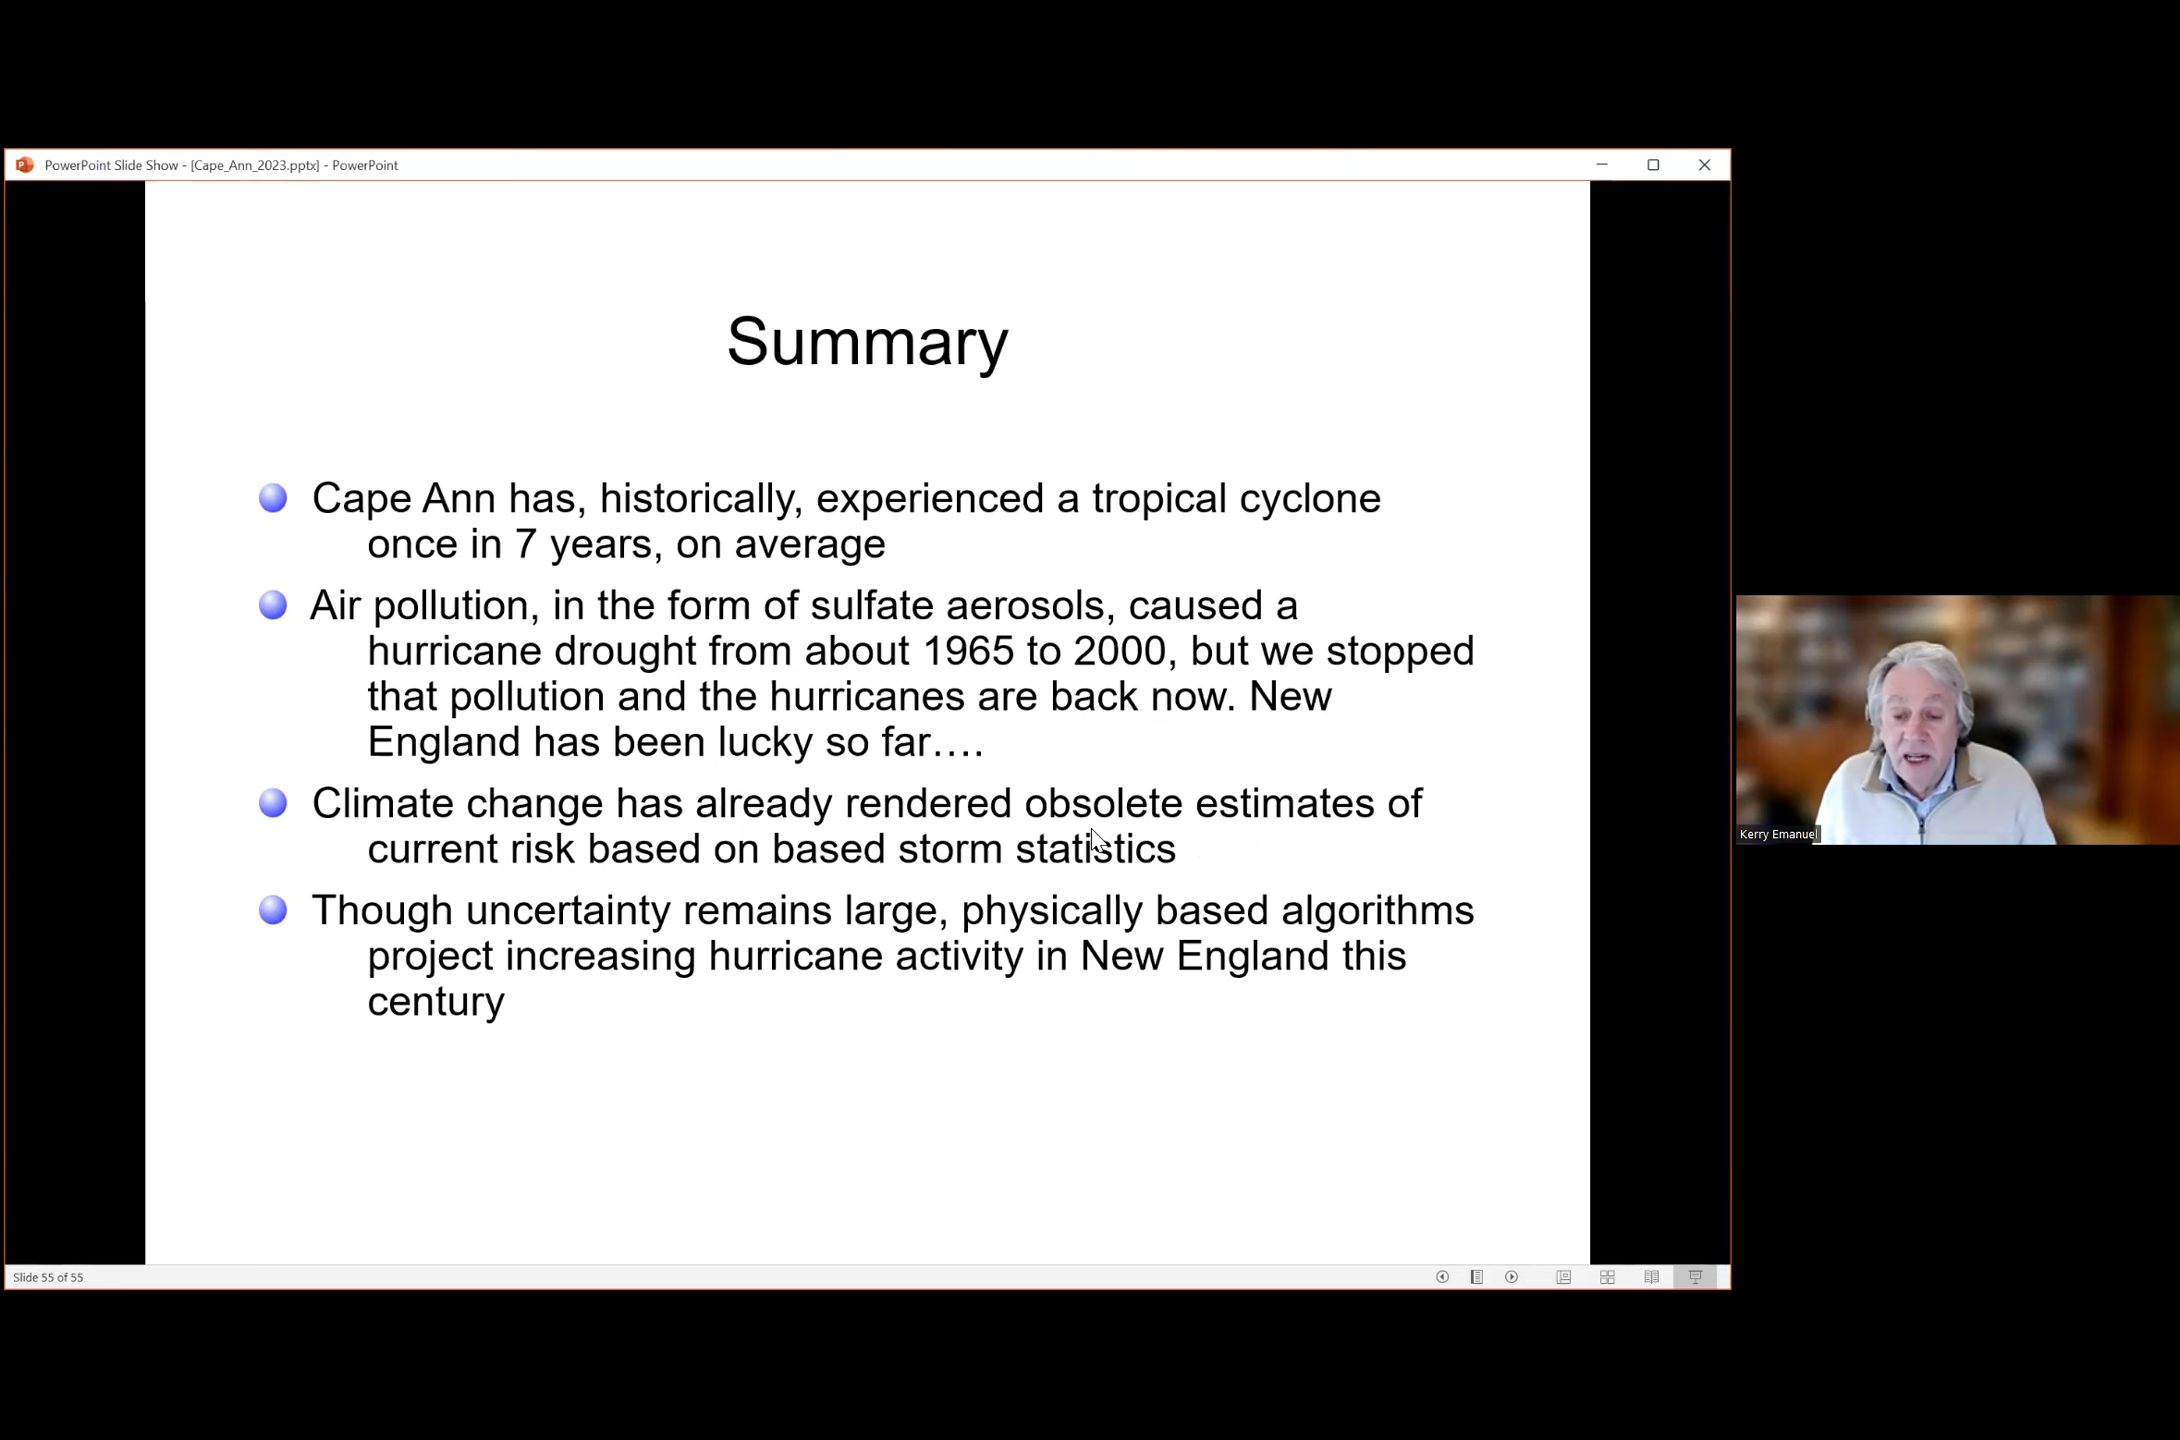 PowerPoint Slide Show - [Cape_Ann_2023.pptx] - PowerPoint
Summary
Cape Ann has, historically, experienced a tropical cyclone
once in 7 years, on average
Air pollution, in the form of sulfate aerosols, caused a
hurricane drought from about 1965 to 2000, but we stopped
that pollution and the hurricanes are back now. New
England has been lucky so far....
Climate change has already rendered obsolete estimates of
current risk based on based storm statistics
Though uncertainty remains large, physically based algorithms
project increasing hurricane activity in New England this
century
Kerry Emanuel
Slide 55 of 55